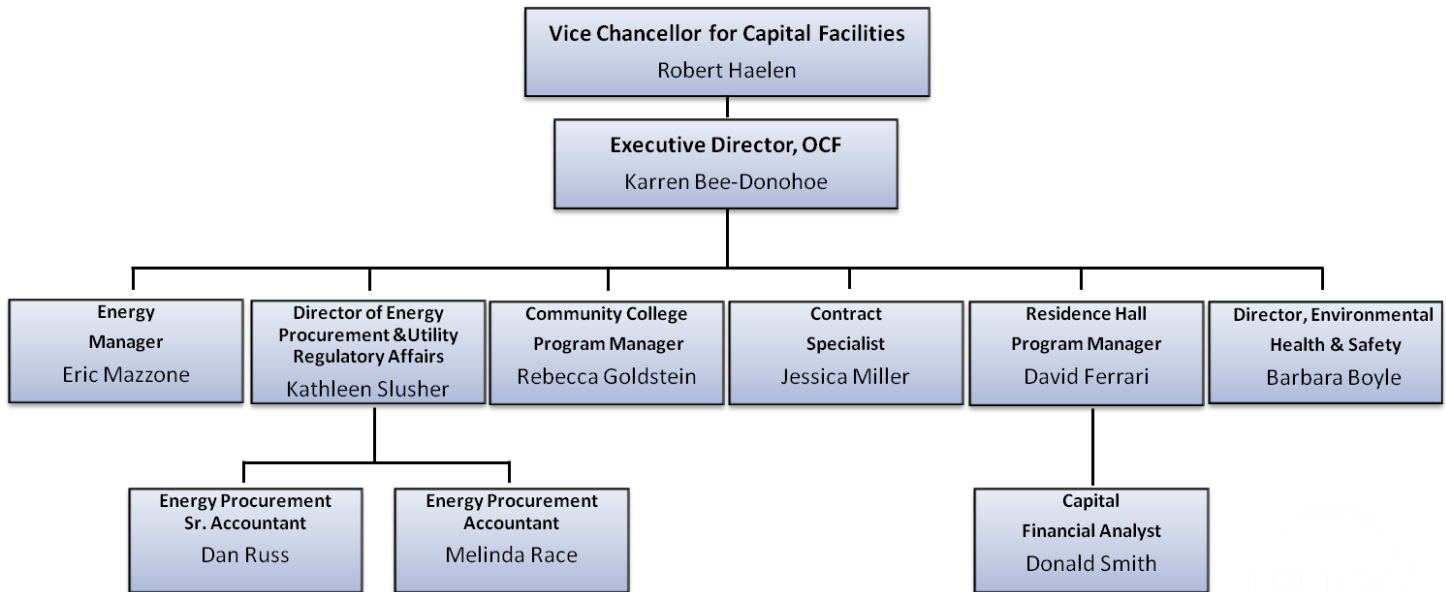 Vice Chancellor for Capital Facilities
Robert Haelen
Executive Director, OCF
Karren Bee-Donohoe
Energy
Manager
Eric Mazzone
Director of Energy
Procurement &Utility
Regulatory Affairs
Kathleen Slusher
Community College
Program Manager
Rebecca Goldstein
Contract
Specialist
Jessica Miller
Residence Hall
Program Manager
David Ferrari
Director, Environmental
Health & Safety
Barbara Boyle
Energy Procurement
Sr. Accountant
Dan Russ
Energy Procurement
Accountant
Melinda Race
Capital
Financial Analyst
Donald Smith